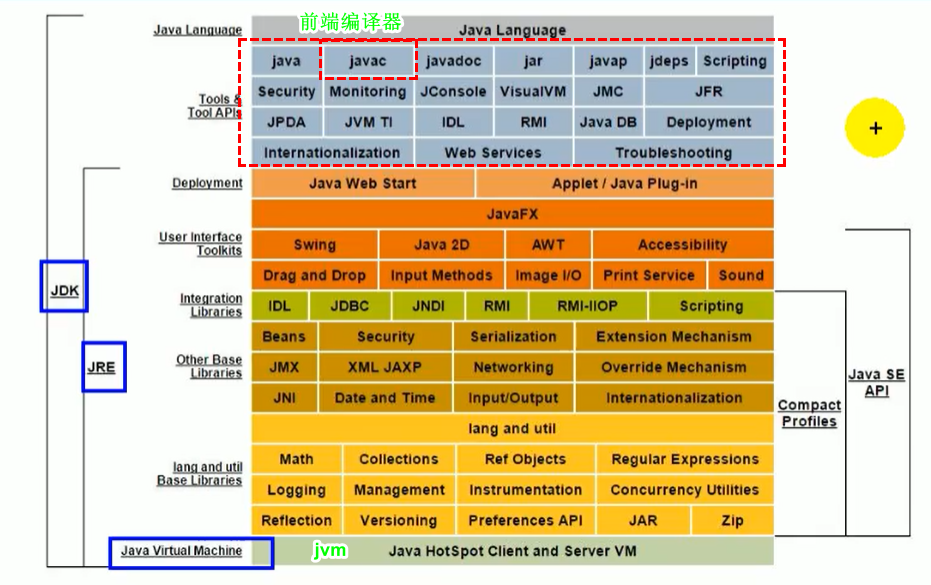 前端编译器
Java Language Java Language
java javac javadoc jar javap jdeps Scripting
Security Monitoring JConsole VisualVM JMC JFR
Tools & Tool APIs
JPDA JVM TI IDL RMI Java DB Deployment
Internationalization Web Services Troubleshooting
Deployment Java Web Start Applet / Java Plug-in
JavaFX
User Interface Toolkits
Swing Java 2D AWT Accessibility
Drag and Drop Input Methods Image I/O Print Service Sound
JDK
Integration Libraries
IDL JDBC JNDI RMI RMI-IIOP Scripting
Beans Security Serialization Extension Mechanism
JRE
Other Base Libraries
JMX XML JAXP Networking Override Mechanism
Java SE API
JNI Date and Time Input/Output Internationalization
Compact Profiles
lang and util
Math Collections Ref Objects Regular Expressions
lang and util Base Libraries
Logging Management Instrumentation Concurrency Utilities
Reflection Versioning Preferences API JAR Zip
Java Virtual Machine jvm Java HotSpot Client and Server VM